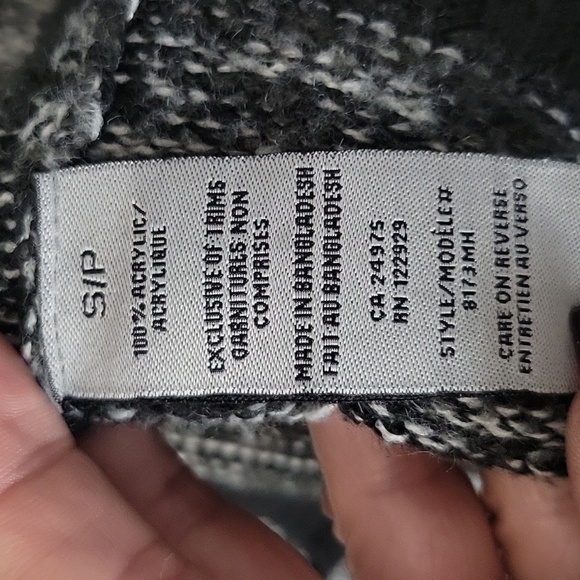 S/P
100% ACRYLIC/
ACRYLIQUE
EXCLUSIVE OF TRIMS
GARNITURES NON
COMPRISES
MADE IN BANGLADESH
FAIT AU BANGLADESH
CA 24975
RN 122929
STYLE/MODÈLE#
8173MH
CARE ON REVERSE
ENTRETIEN AU VERSO